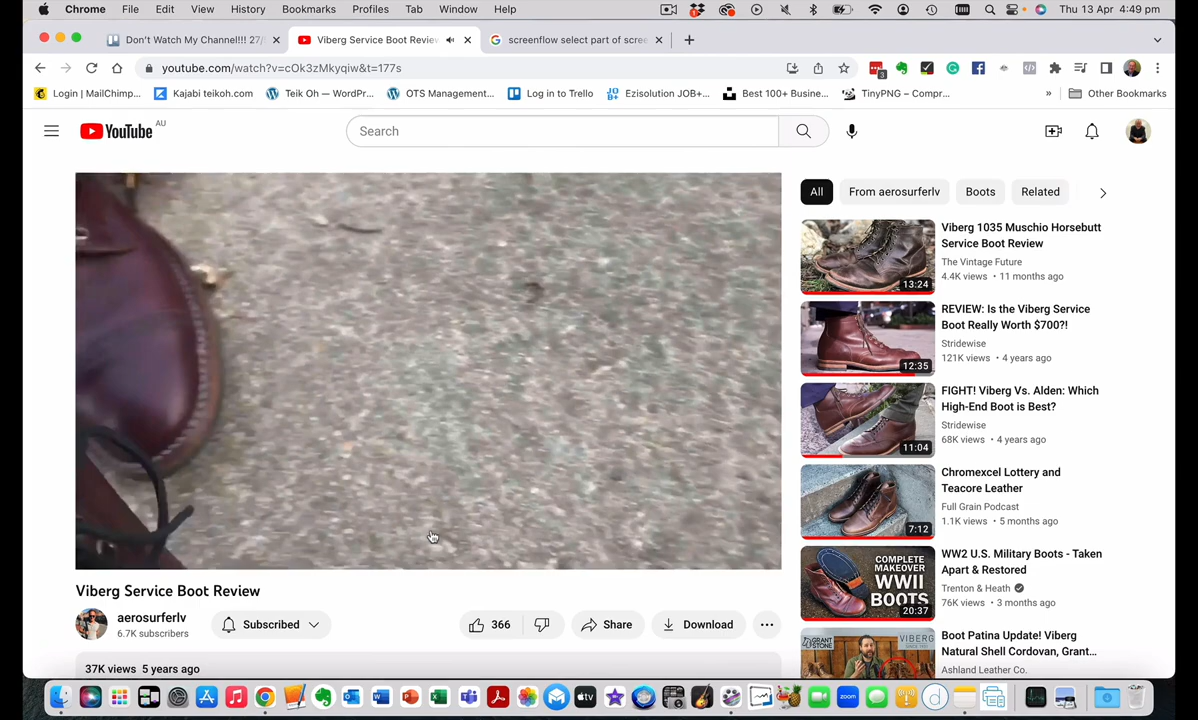 Chrome File Edit View History Bookmarks Profiles Tab Window Help Thu 13 Apr 4:49 pm
Don't Watch My Channel!!! 27/ Viberg Service Boot Revie screenflow select part of scree
youtube.com/watch?v=cOk3zMkyqiw&t=177s
Login | MailChimp... Kajabi teikoh.com Teik Oh — WordPr... OTS Management... Log in to Trello Ezisolution JOB+... Best 100+ Busine... TinyPNG – Compr... » Other Bookmarks
YouTube AU
Search
All From aerosurferlv Boots Related
Viberg 1035 Muschio Horsebutt
Service Boot Review
The Vintage Future
4.4K views • 11 months ago
13:24
REVIEW: Is the Viberg Service
Boot Really Worth $700?!
Stridewise
121K views • 4 years ago
12:35
FIGHT! Viberg Vs. Alden: Which
High-End Boot is Best?
Stridewise
68K views • 4 years ago
11:04
Chromexcel Lottery and
Teacore Leather
Full Grain Podcast
1.1K views • 5 months ago
7:12
WW2 U.S. Military Boots - Taken
Apart & Restored
Trenton & Heath
76K views • 3 months ago
COMPLETE
MAKEOVER
WWII
BOOTS
20:37
Boot Patina Update! Viberg
Natural Shell Cordovan, Grant...
Ashland Leather Co.
GRANT
STONE
VIBERG
Viberg Service Boot Review
aerosurferlv
6.7K subscribers
Subscribed
366 Share Download
37K views 5 years ago
zoom